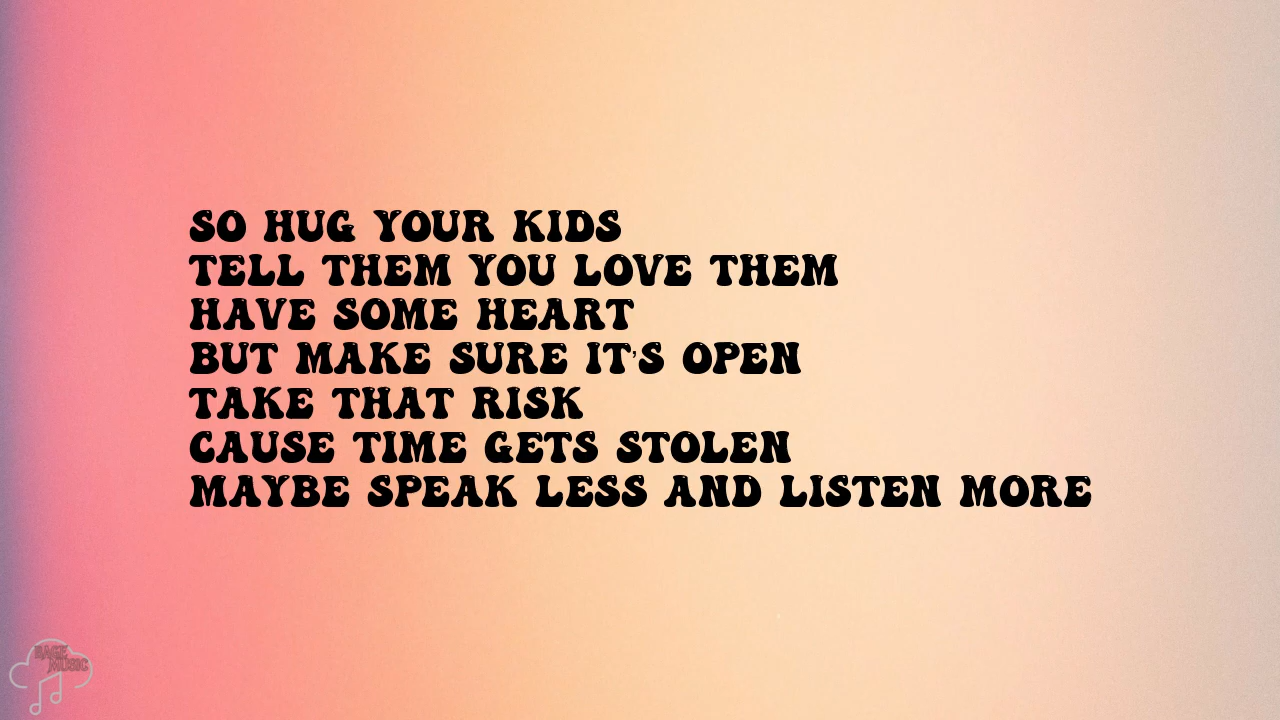 SO HUG YOUR KIDS
TELL THEM YOU LOVE THEM
HAVE SOME HEART
BUT MAKE SURE IT'S OPEN
TAKE THAT RISK
CAUSE TIME GETS STOLEN
MAYBE SPEAK LESS AND LISTEN MORE
MUSIC